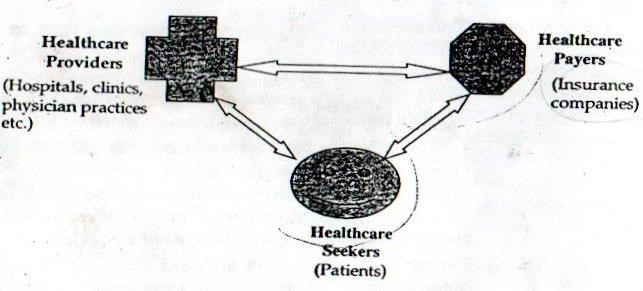 Healthcare
Providers
(Hospitals, clinics,
physician practices
etc.)
Healthcare
Payers
(Insurance
companies)
Healthcare
Seekers
(Patients)